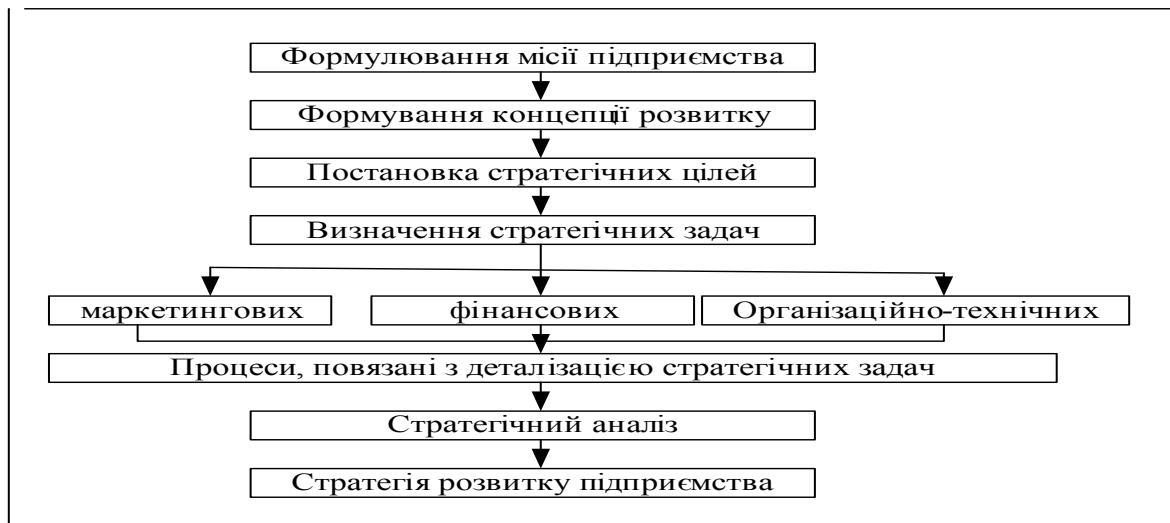 Формулювання місії підприємства
Формування концепції розвитку
Постановка стратегічних цілей
Визначення стратегічних задач
маркетингових
фінансових
Організаційно-технічних
Процеси, повязані з деталізацією стратегічних задач
Стратегічний аналіз
Стратегія розвитку підприємства